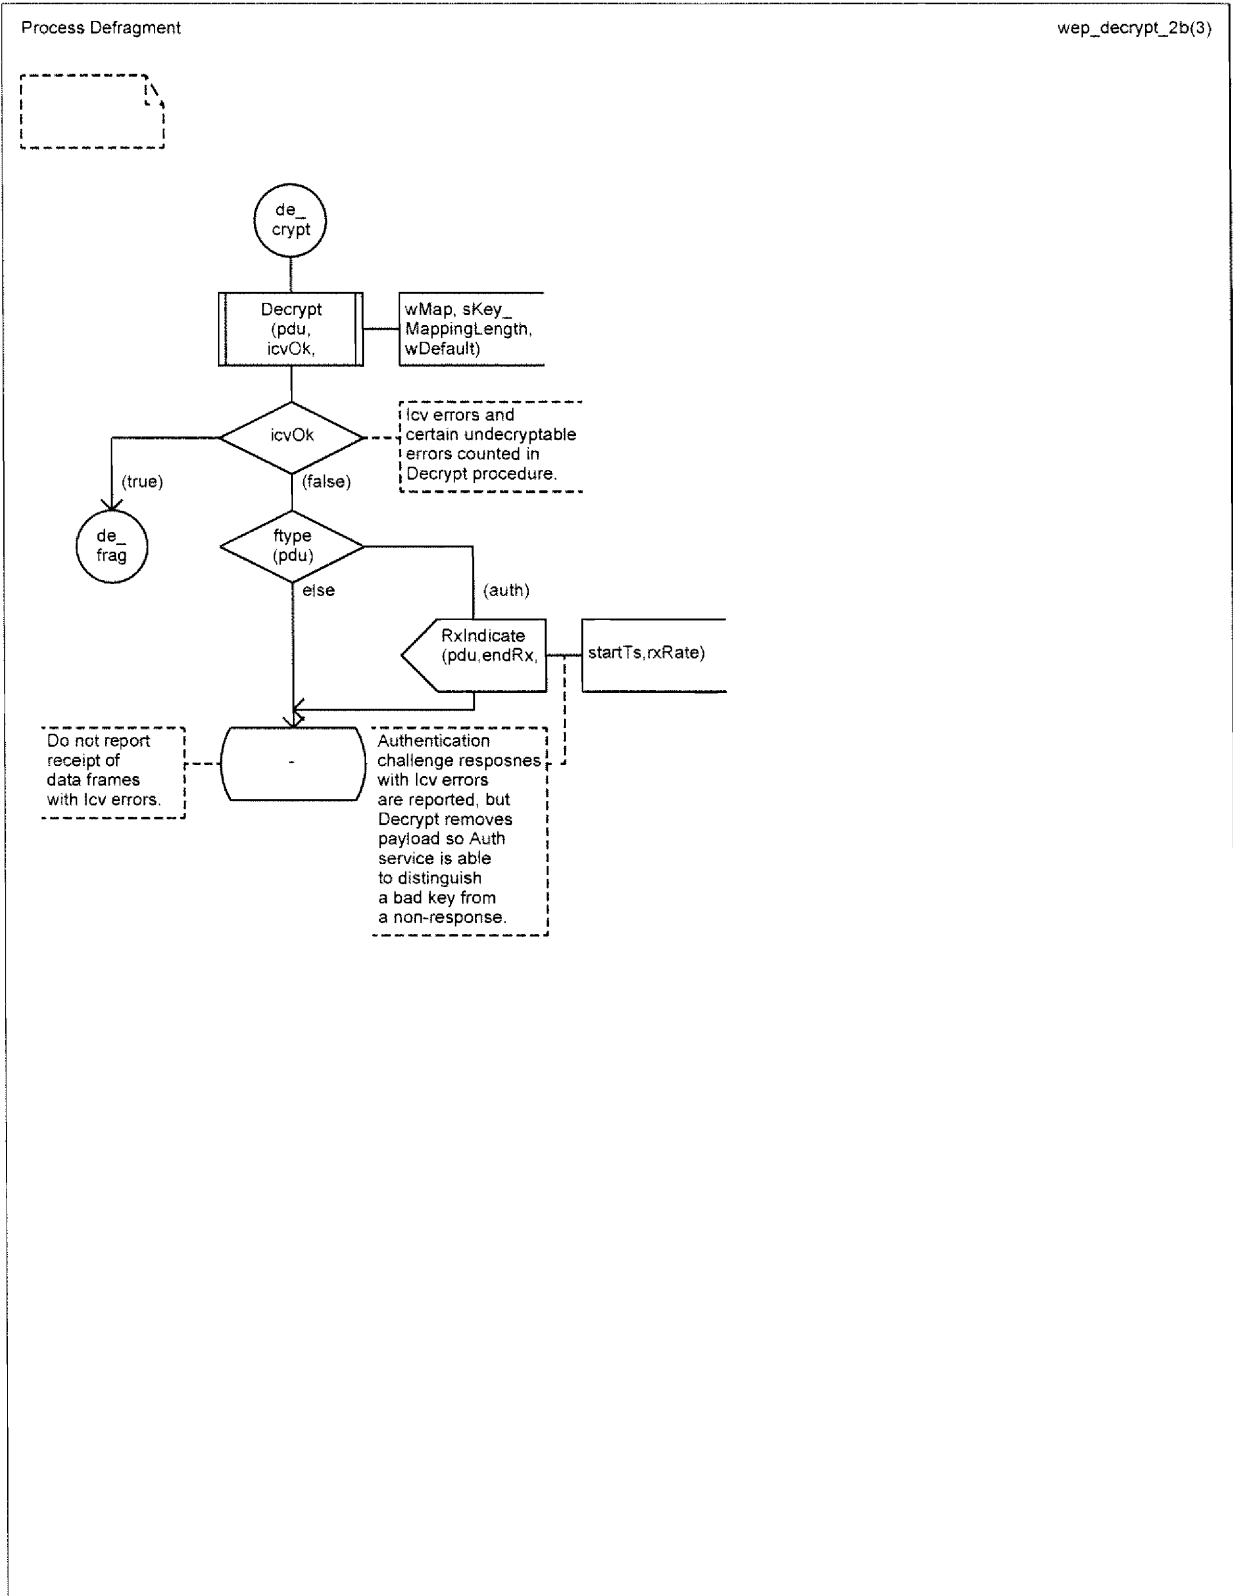 Process Defragment
wep_decrypt_2b(3)
de_
crypt
Decrypt
(pdu,
icvOk,
wMap, sKey_
MappingLength,
wDefault)
icvOk
Icv errors and
certain undecryptable
errors counted in
Decrypt procedure.
(true)
(false)
de_
frag
ftype
(pdu)
else
(auth)
RxIndicate
(pdu,endRx,
startTs,rxRate)
Do not report
receipt of
data frames
with Icv errors.
-
Authentication
challenge resposnes
with Icv errors
are reported, but
Decrypt removes
payload so Auth
service is able
to distinguish
a bad key from
a non-response.